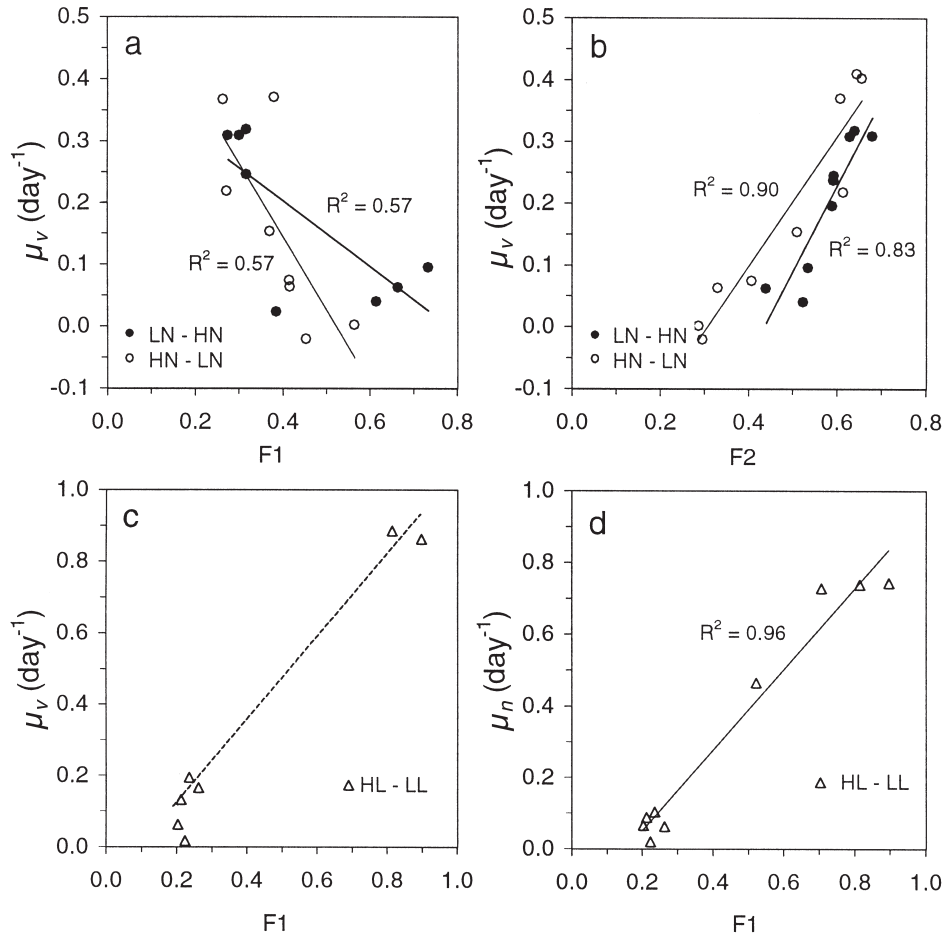 a
0.5
0.4
0.3
0.2
0.1
0.0
-0.1
μv (day⁻¹)
R² = 0.57
R² = 0.57
LN - HN
HN - LN
0.0 0.2 0.4 0.6 0.8
F1
b
0.5
0.4
0.3
0.2
0.1
0.0
-0.1
μv (day⁻¹)
R² = 0.90
R² = 0.83
LN - HN
HN - LN
0.0 0.2 0.4 0.6 0.8
F2
c
1.0
0.8
0.6
0.4
0.2
0.0
μv (day⁻¹)
HL - LL
0.0 0.2 0.4 0.6 0.8 1.0
F1
d
1.0
0.8
0.6
0.4
0.2
0.0
μn (day⁻¹)
R² = 0.96
HL - LL
0.0 0.2 0.4 0.6 0.8 1.0
F1